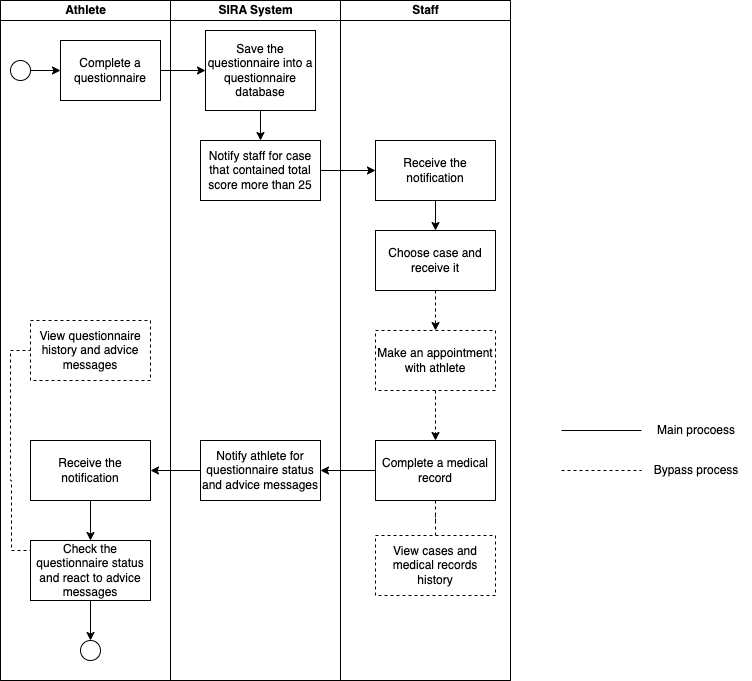 Athlete
SIRA System
Staff
Complete a
questionnaire
Save the
questionnaire into a
questionnaire
database
Notify staff for case
that contained total
score more than 25
Receive the
notification
Choose case and
receive it
View questionnaire
history and advice
messages
Make an appointment
with athlete
Main procoess
Receive the
notification
Notify athlete for
questionnaire status
and advice messages
Complete a medical
record
Bypass process
Check the
questionnaire status
and react to advice
messages
View cases and
medical records
history